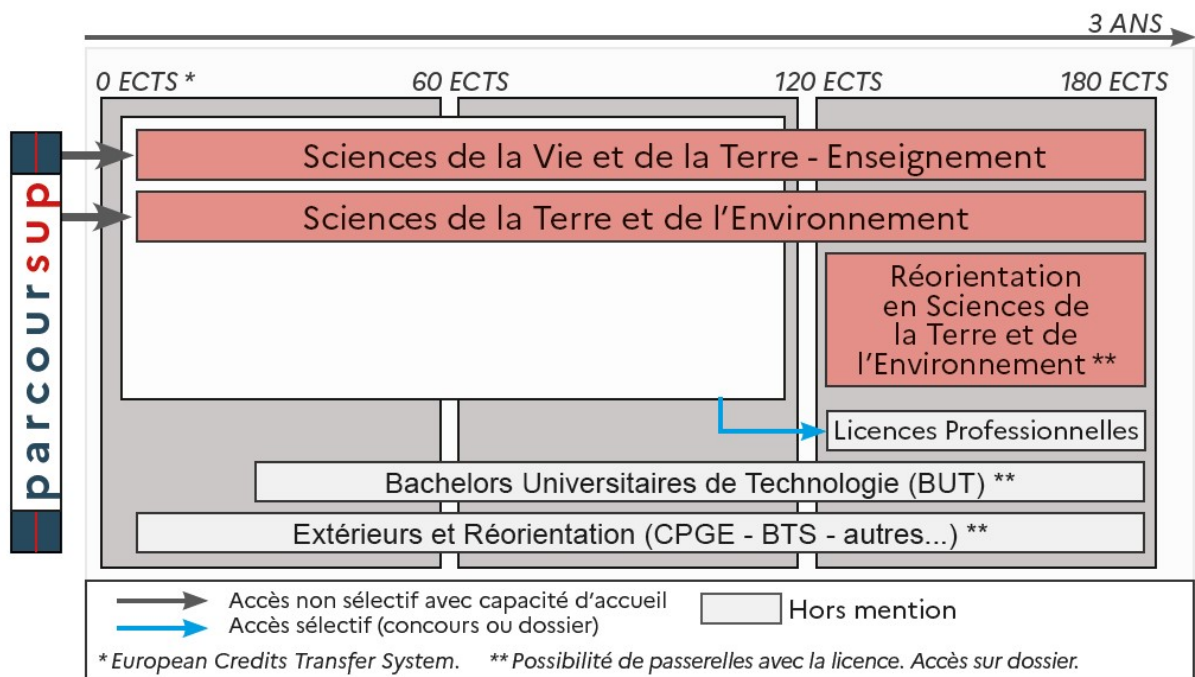 3 ANS
0 ECTS * 60 ECTS 120 ECTS 180 ECTS
parcoursup
Sciences de la Vie et de la Terre - Enseignement
Sciences de la Terre et de l'Environnement
Réorientation
en Sciences de
la Terre et de
l'Environnement **
Licences Professionnelles
Bachelors Universitaires de Technologie (BUT) **
Extérieurs et Réorientation (CPGE - BTS - autres...) **
Accès non sélectif avec capacité d'accueil
Accès sélectif (concours ou dossier)
Hors mention
* European Credits Transfer System. ** Possibilité de passerelles avec la licence. Accès sur dossier.